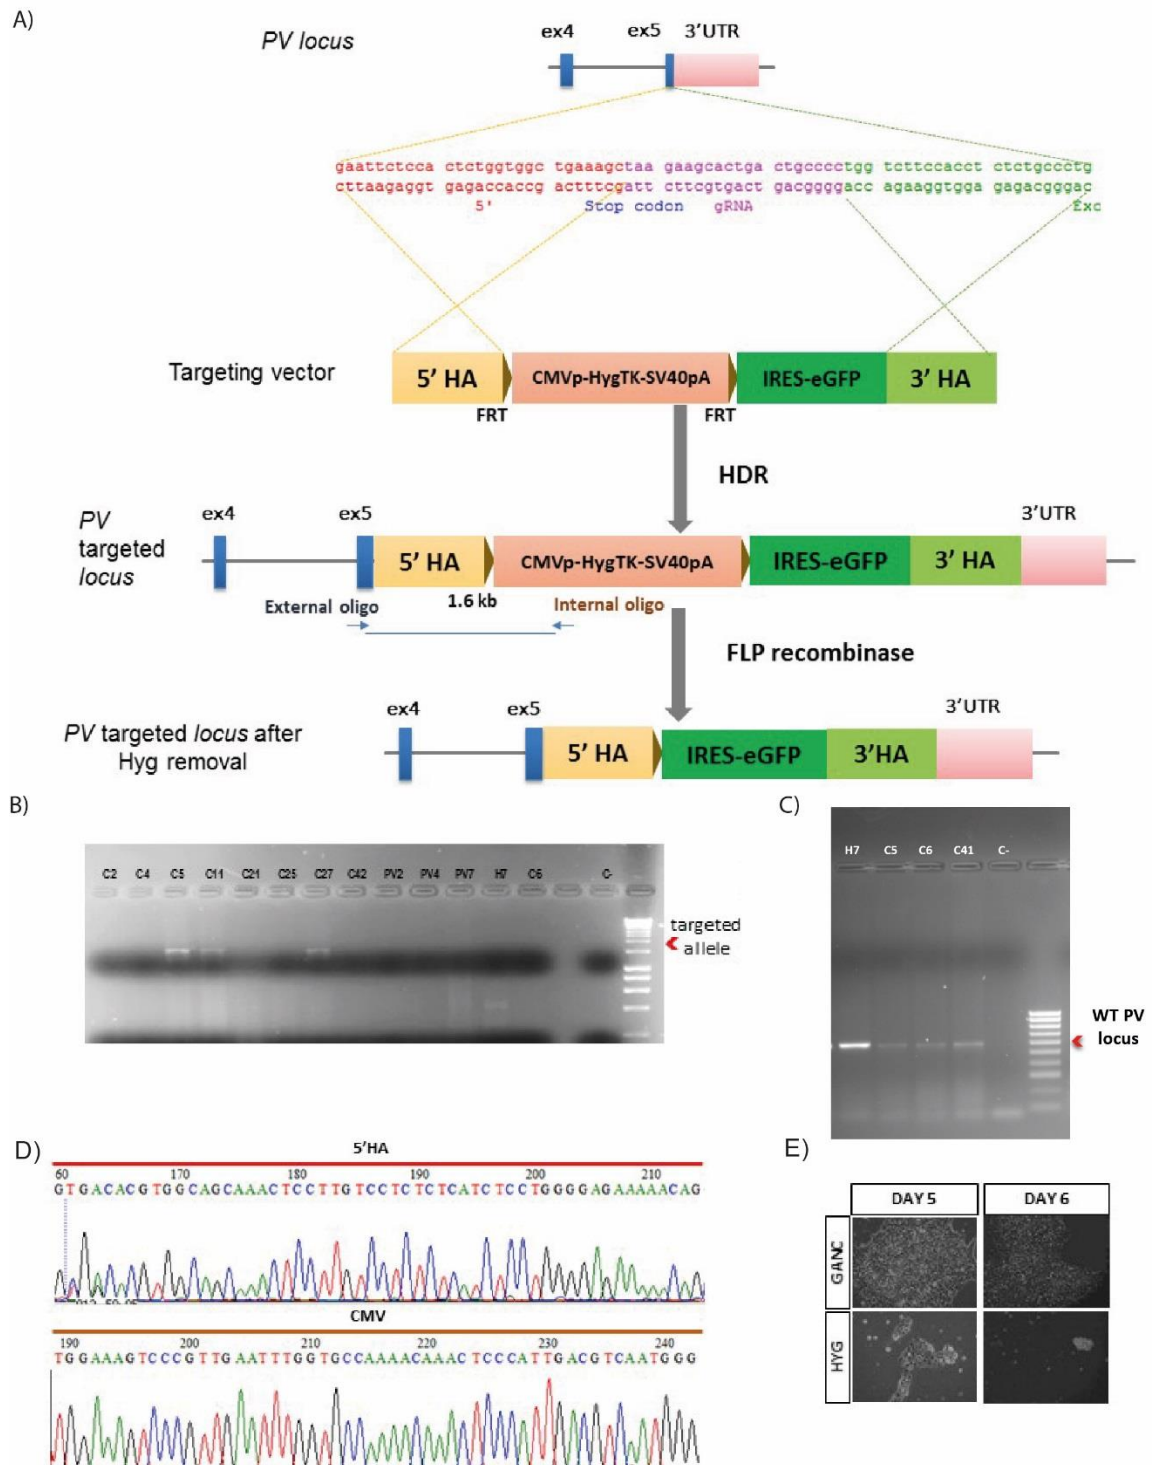 A)
PV locus
ex4
ex5
3'UTR
gaattctcca ctctggtggc tgaaagctaa gaagcactga ctgcccctgg tcttccacct ctctgccctg
cttaagaggt gagaccaccg actttcgatt cttcgtgact gacggggacc agaaggtgga gagacgggac
5' Stop codon gRNA Exc
Targeting vector
5' HA
CMVp-HygTK-SV40pA
IRES-eGFP
3' HA
FRT
FRT
HDR
PV
targeted
locus
ex4
ex5
3'UTR
5' HA
CMVp-HygTK-SV40pA
IRES-eGFP
3' HA
External oligo
1.6 kb
Internal oligo
FLP recombinase
PV targeted locus after
Hyg removal
ex4
ex5
3'UTR
5' HA
IRES-eGFP
3'HA
B)
C2 C4 C5 C11 C21 C25 C27 C42 PV2 PV4 PV7 H7 C6 C-
targeted
allele
C)
H7 C5 C6 C41 C-
WT PV
locus
D)
5'HA
60 170 180 190 200 210
GTGACACGTGGCAGCAAACTCCTTGTCCTCTCTCATCTCCTGGGGAGAAAAACAG
CMV
190 200 210 220 230 240
TGGAAAGTCCCGTTGAATTTGGTGCCAAAACAAACTCCCATTGACGTCAATGGG
E)
DAY 5
DAY 6
GANC
HYG